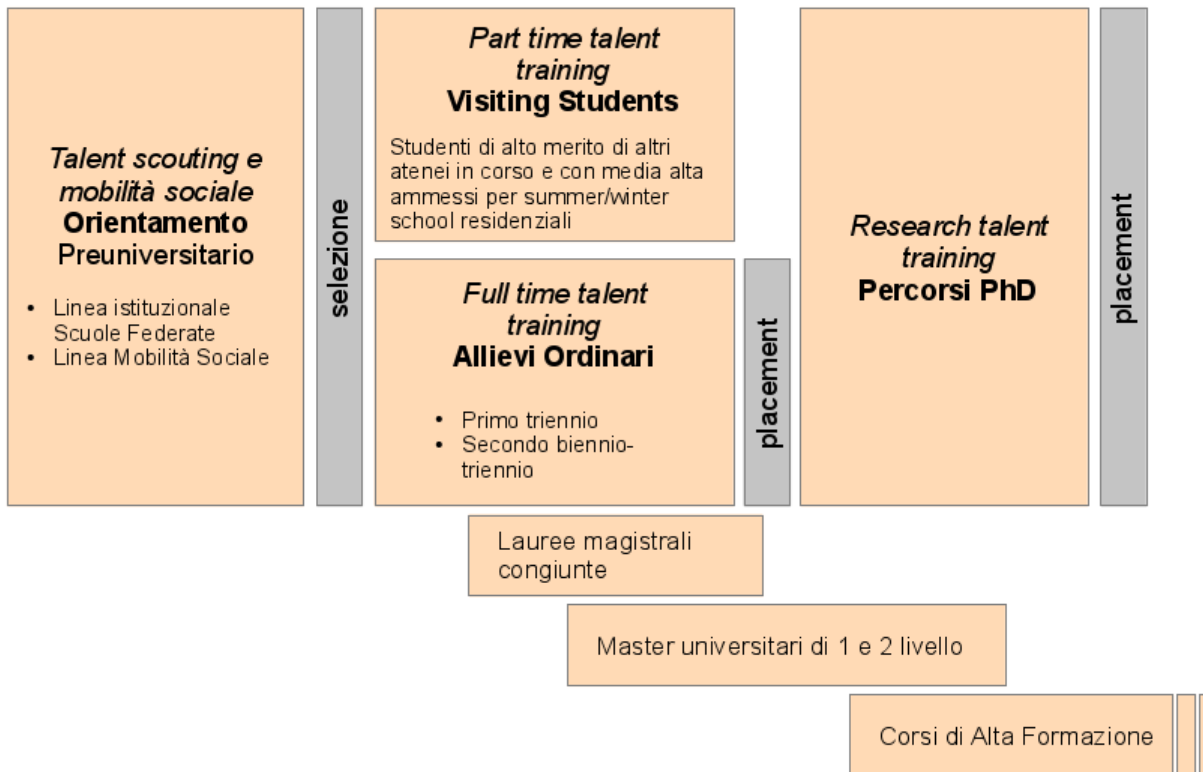 Talent scouting e
mobilità sociale
Orientamento
Preuniversitario
• Linea istituzionale
Scuole Federate
• Linea Mobilità Sociale
selezione
Part time talent
training
Visiting Students
Studenti di alto merito di altri
atenei in corso e con media alta
ammessi per summer/winter
school residenziali
Full time talent
training
Allievi Ordinari
• Primo triennio
• Secondo biennio-
triennio
placement
Research talent
training
Percorsi PhD
placement
Lauree magistrali
congiunte
Master universitari di 1 e 2 livello
Corsi di Alta Formazione